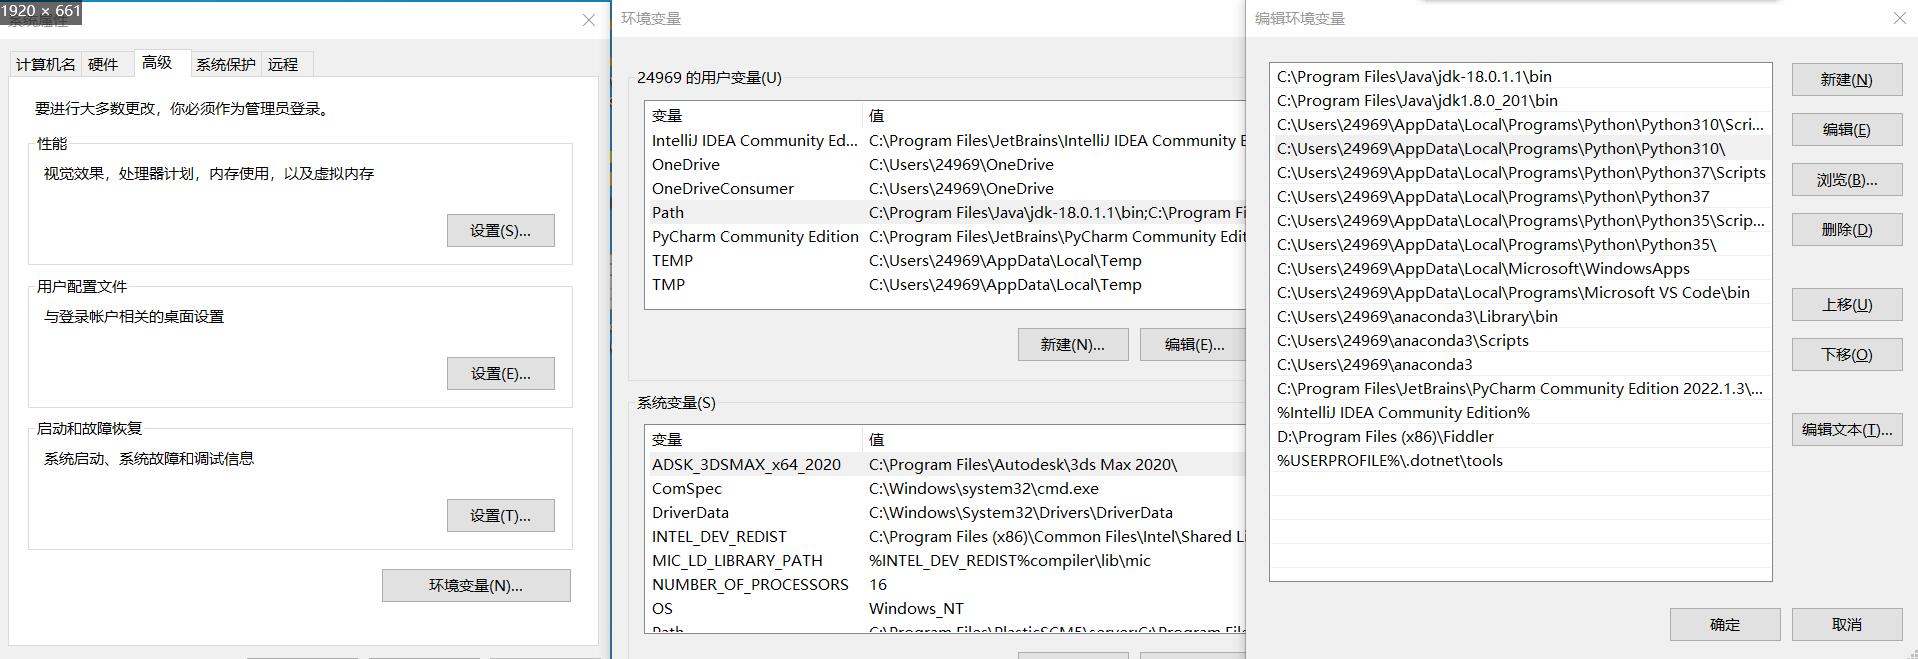 1920 × 661
系统属性
计算机名
硬件
高级
系统保护
远程
要进行大多数更改，你必须作为管理员登录。
性能
视觉效果，处理器计划，内存使用，以及虚拟内存
设置(S)...
用户配置文件
与登录帐户相关的桌面设置
设置(E)...
启动和故障恢复
系统启动、系统故障和调试信息
设置(T)...
环境变量(N)...
环境变量
24969 的用户变量(U)
变量 值
IntelliJ IDEA Community Ed... C:\Program Files\JetBrains\IntelliJ IDEA Community E
OneDrive C:\Users\24969\OneDrive
OneDriveConsumer C:\Users\24969\OneDrive
Path C:\Program Files\Java\jdk-18.0.1.1\bin;C:\Program Fi
PyCharm Community Edition C:\Program Files\JetBrains\PyCharm Community Edit
TEMP C:\Users\24969\AppData\Local\Temp
TMP C:\Users\24969\AppData\Local\Temp
新建(N)...
编辑(E)...
系统变量(S)
变量 值
ADSK_3DSMAX_x64_2020 C:\Program Files\Autodesk\3ds Max 2020\
ComSpec C:\Windows\system32\cmd.exe
DriverData C:\Windows\System32\Drivers\DriverData
INTEL_DEV_REDIST C:\Program Files (x86)\Common Files\Intel\Shared Li
MIC_LD_LIBRARY_PATH %INTEL_DEV_REDIST%compiler\lib\mic
NUMBER_OF_PROCESSORS 16
OS Windows_NT
Path C:\Program Files\PlasticSCM5\server;C:\Program File
编辑环境变量
C:\Program Files\Java\jdk-18.0.1.1\bin
C:\Program Files\Java\jdk1.8.0_201\bin
C:\Users\24969\AppData\Local\Programs\Python\Python310\Scri...
C:\Users\24969\AppData\Local\Programs\Python\Python310\
C:\Users\24969\AppData\Local\Programs\Python\Python37\Scripts
C:\Users\24969\AppData\Local\Programs\Python\Python37
C:\Users\24969\AppData\Local\Programs\Python\Python35\Scrip...
C:\Users\24969\AppData\Local\Programs\Python\Python35\
C:\Users\24969\AppData\Local\Microsoft\WindowsApps
C:\Users\24969\AppData\Local\Programs\Microsoft VS Code\bin
C:\Users\24969\anaconda3\Library\bin
C:\Users\24969\anaconda3\Scripts
C:\Users\24969\anaconda3
C:\Program Files\JetBrains\PyCharm Community Edition 2022.1.3\...
%IntelliJ IDEA Community Edition%
D:\Program Files (x86)\Fiddler
%USERPROFILE%\.dotnet\tools
新建(N)
编辑(E)
浏览(B)...
删除(D)
上移(U)
下移(O)
编辑文本(T)...
确定
取消